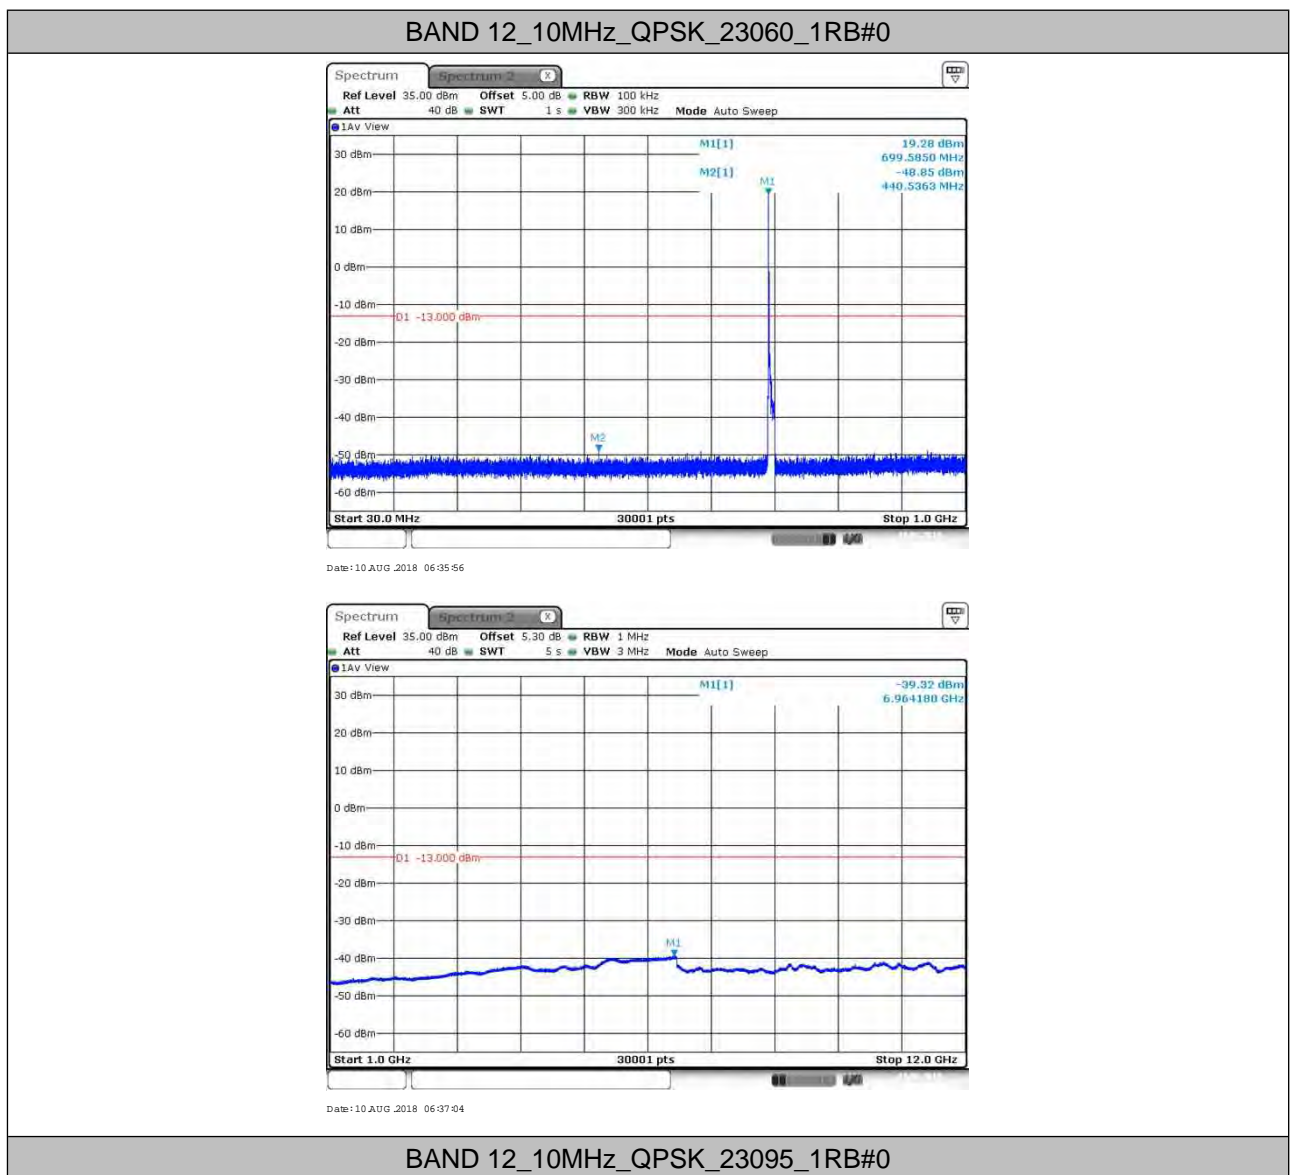 BAND 12_10MHz_QPSK_23060_1RB#0
Spectrum Spectrum 2 X
Ref Level 35.00 dBm Offset 5.00 dB RBW 100 kHz
Att 40 dB SWT 1 s VBW 300 kHz Mode Auto Sweep
1Av View
M1[1] 19.28 dBm
699.5850 MHz
M2[1] -48.85 dBm
440.5363 MHz
30 dBm
M1
20 dBm
10 dBm
0 dBm
-10 dBm
D1 -13.000 dBm
-20 dBm
-30 dBm
-40 dBm
M2
-50 dBm
-60 dBm
Start 30.0 MHz 30001 pts Stop 1.0 GHz
Date: 10.AUG.2018 06:35:56
Spectrum Spectrum 2 X
Ref Level 35.00 dBm Offset 5.30 dB RBW 1 MHz
Att 40 dB SWT 5 s VBW 3 MHz Mode Auto Sweep
1Av View
M1[1] -39.32 dBm
6.964180 GHz
30 dBm
20 dBm
10 dBm
0 dBm
-10 dBm
D1 -13.000 dBm
-20 dBm
-30 dBm
M1
-40 dBm
-50 dBm
-60 dBm
Start 1.0 GHz 30001 pts Stop 12.0 GHz
Date: 10.AUG.2018 06:37:04
BAND 12_10MHz_QPSK_23095_1RB#0